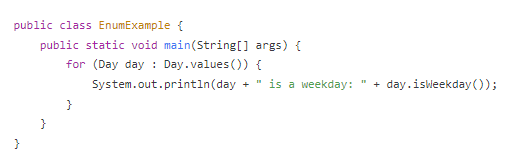 public class EnumExample {
    public static void main(String[] args) {
        for (Day day : Day.values()) {
            System.out.println(day + " is a weekday: " + day.isWeekday());
        }
    }
}